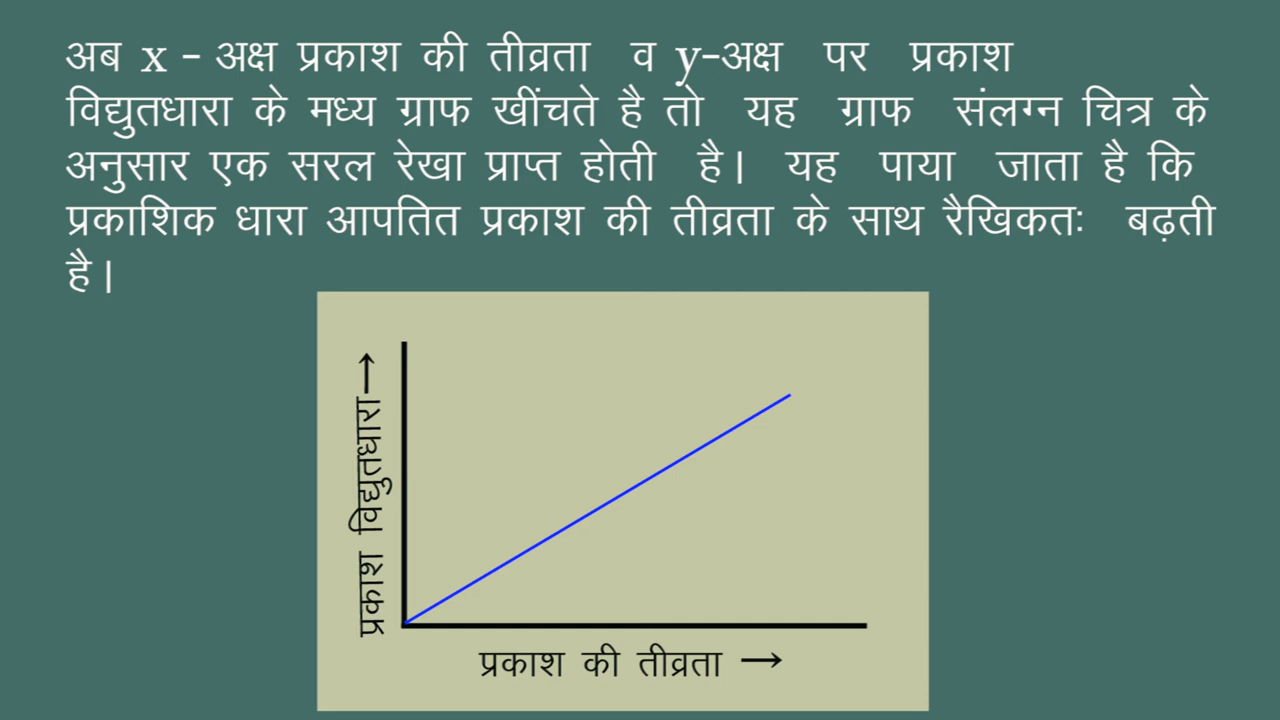 अब x - अक्ष प्रकाश की तीव्रता व y-अक्ष पर प्रकाश
विद्युतधारा के मध्य ग्राफ खींचते है तो यह ग्राफ संलग्न चित्र के
अनुसार एक सरल रेखा प्राप्त होती है। यह पाया जाता है कि
प्रकाशिक धारा आपतित प्रकाश की तीव्रता के साथ रैखिकतः बढ़ती
है।
प्रकाश विद्युतधारा→
प्रकाश की तीव्रता →